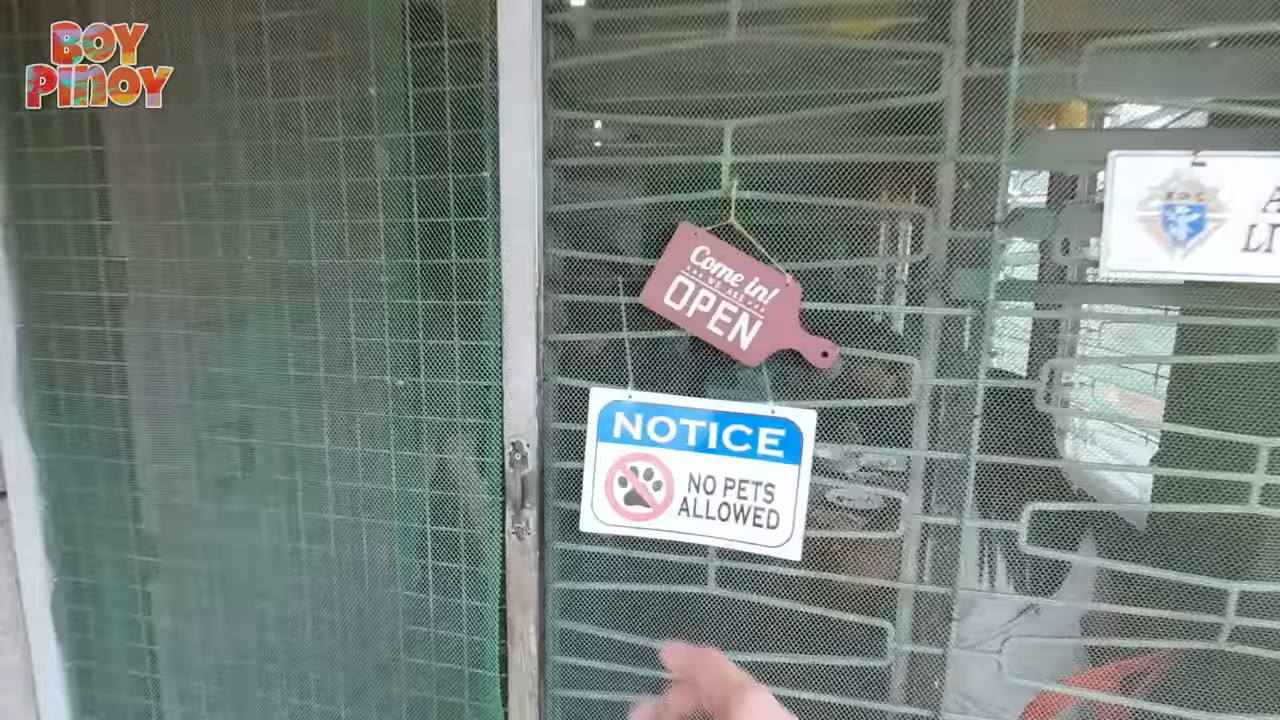 BOY
PINOY
Come in!
WE ARE
OPEN
NOTICE
NO PETS
ALLOWED